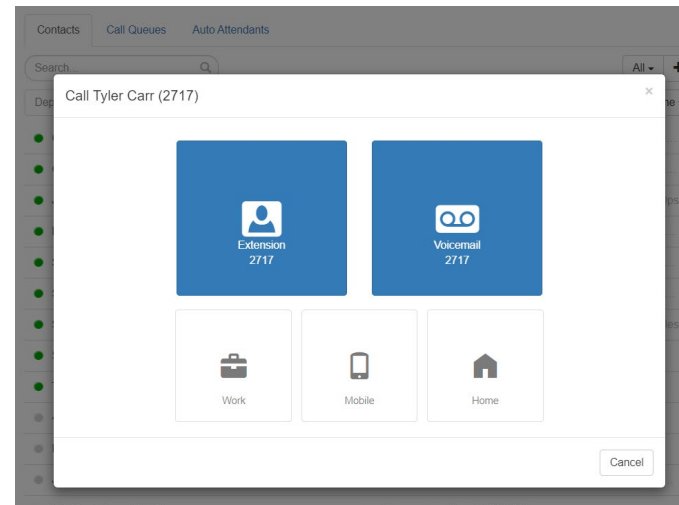 Contacts Call Queues Auto Attendants
Search...
All
Call Tyler Carr (2717)
×
Extension
2717
Voicemail
2717
Work
Mobile
Home
Cancel